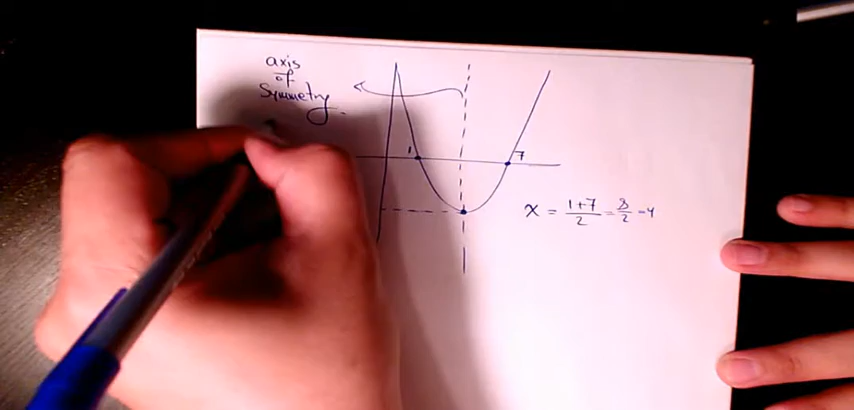 axis
of
Symmetry.
1
7
x = 1+7/2 = 8/2 = 4